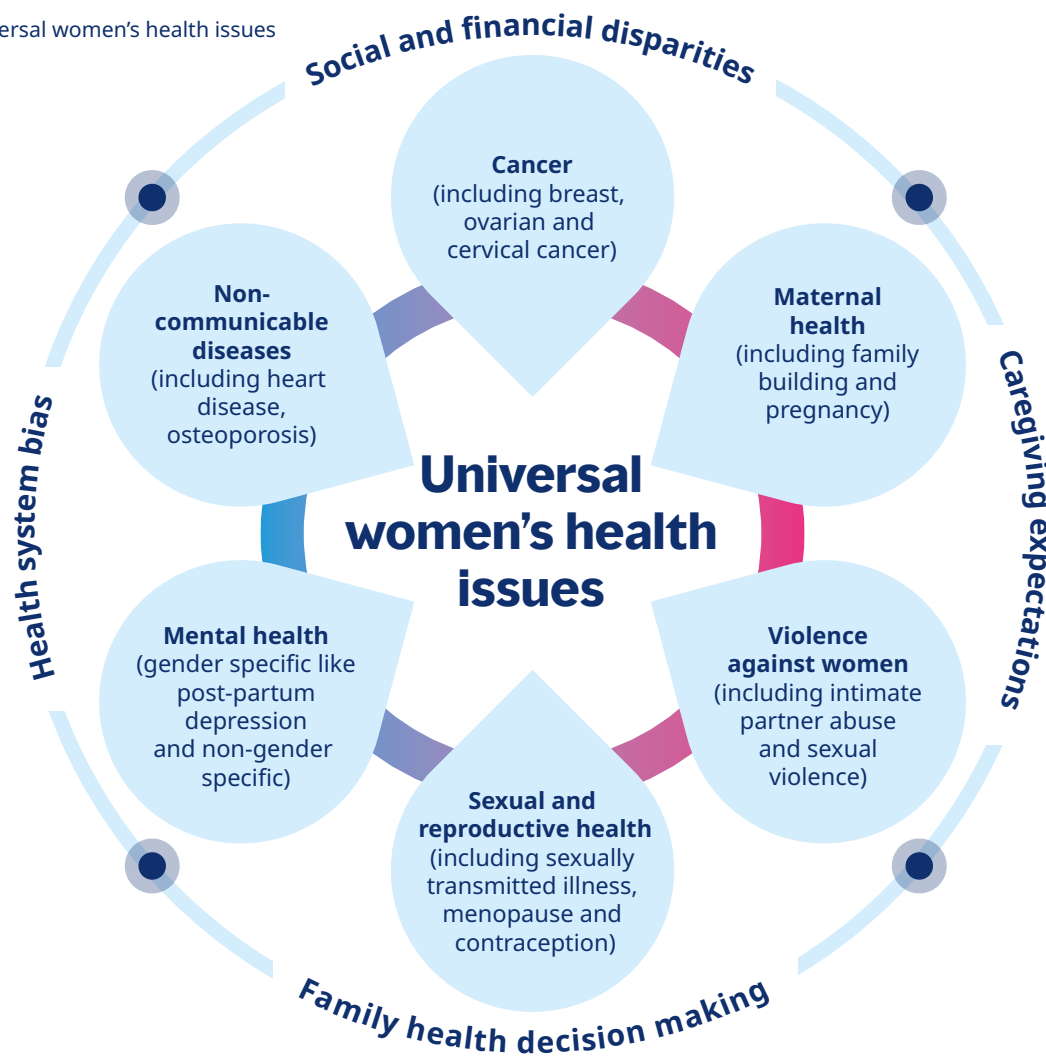 ersal women’s health issues
Social and financial disparities
Cancer
(including breast,
ovarian and
cervical cancer)
Non-
communicable
diseases
(including heart
disease,
osteoporosis)
Maternal
health
(including family
building and
pregnancy)
Health system bias
Caregiving expectations
Universal
women’s health
issues
Mental health
(gender specific like
post-partum
depression
and non-gender
specific)
Violence
against women
(including intimate
partner abuse
and sexual
violence)
Sexual and
reproductive health
(including sexually
transmitted illness,
menopause and
contraception)
Family health decision making